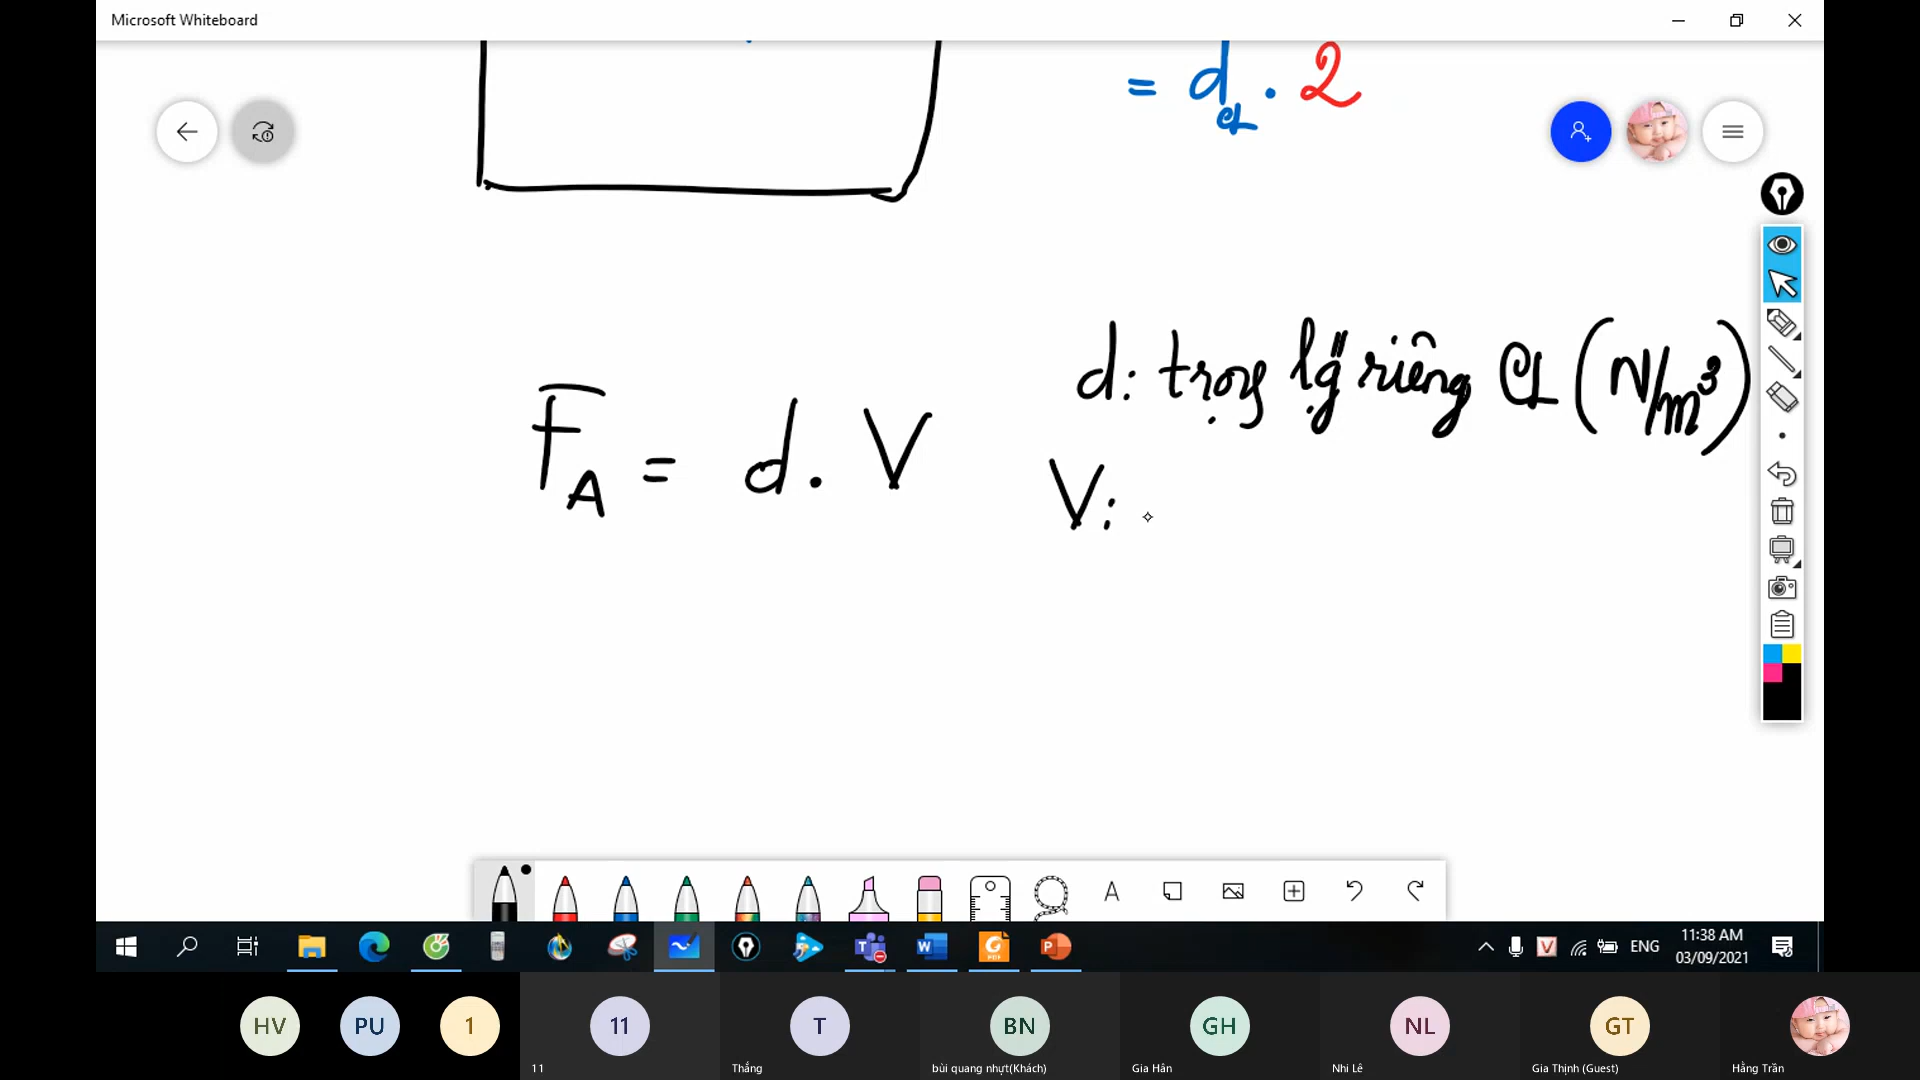 Microsoft Whiteboard
= d_CL . 2
d: trọng lg riêng CL (N/m³)
F_A = d . V
V:
A
ENG
11:38 AM
03/09/2021
HV
PU
1
11
T
BN
GH
NL
GT
11
Thắng
bùi quang nhựt(Khách)
Gia Hân
Nhi Lê
Gia Thịnh (Guest)
Hằng Trần